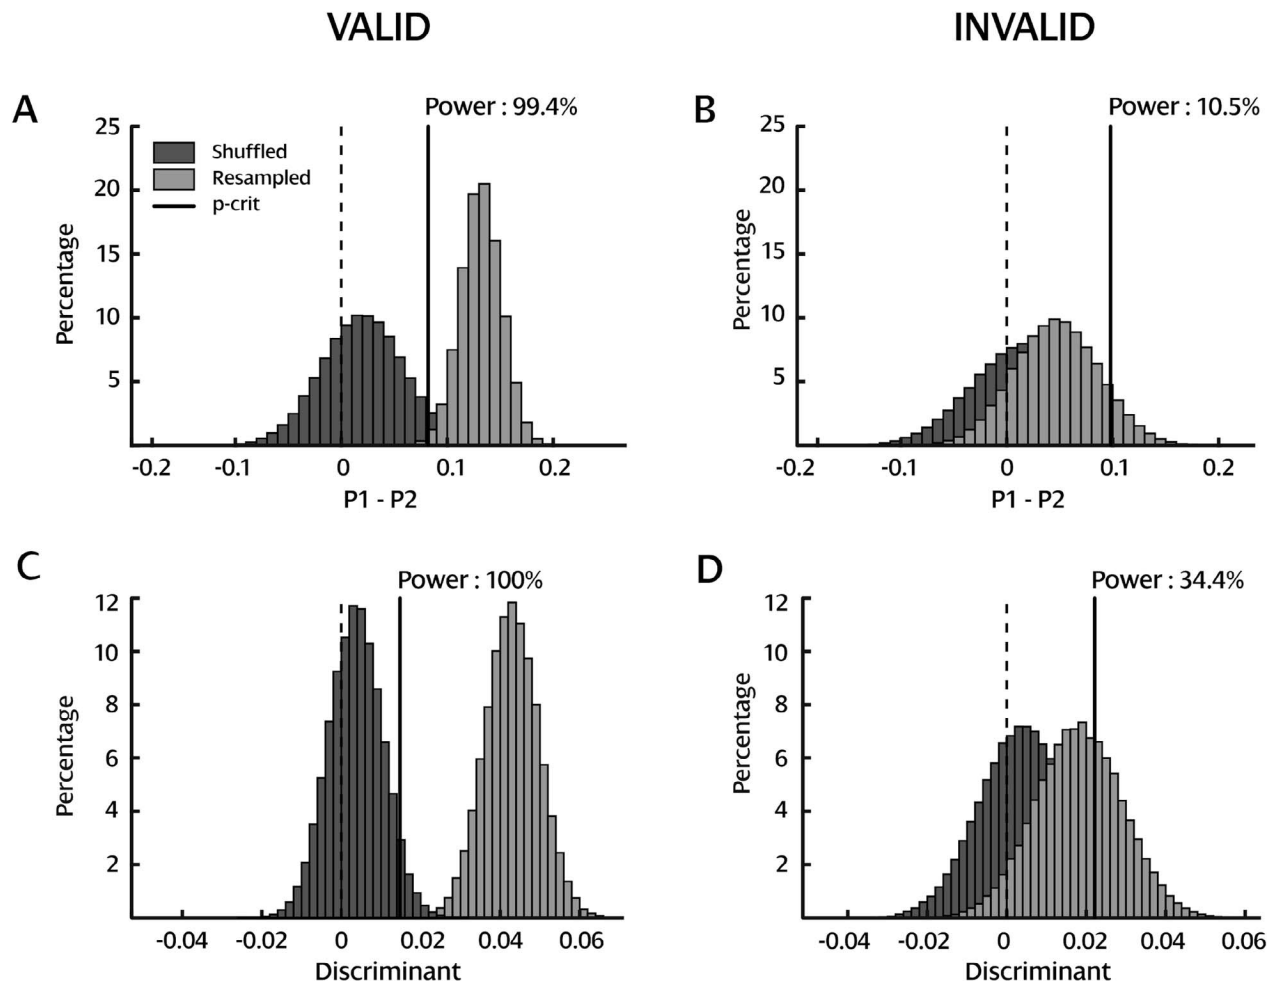 VALID
INVALID
A
Power : 99.4%
25
20
15
10
5
Percentage
Shuffled
Resampled
p-crit
-0.2
-0.1
0
0.1
0.2
P1 - P2
B
Power : 10.5%
25
20
15
10
5
Percentage
-0.2
-0.1
0
0.1
0.2
P1 - P2
C
Power : 100%
12
10
8
6
4
2
Percentage
-0.04
-0.02
0
0.02
0.04
0.06
Discriminant
D
Power : 34.4%
12
10
8
6
4
2
Percentage
-0.04
-0.02
0
0.02
0.04
0.06
Discriminant